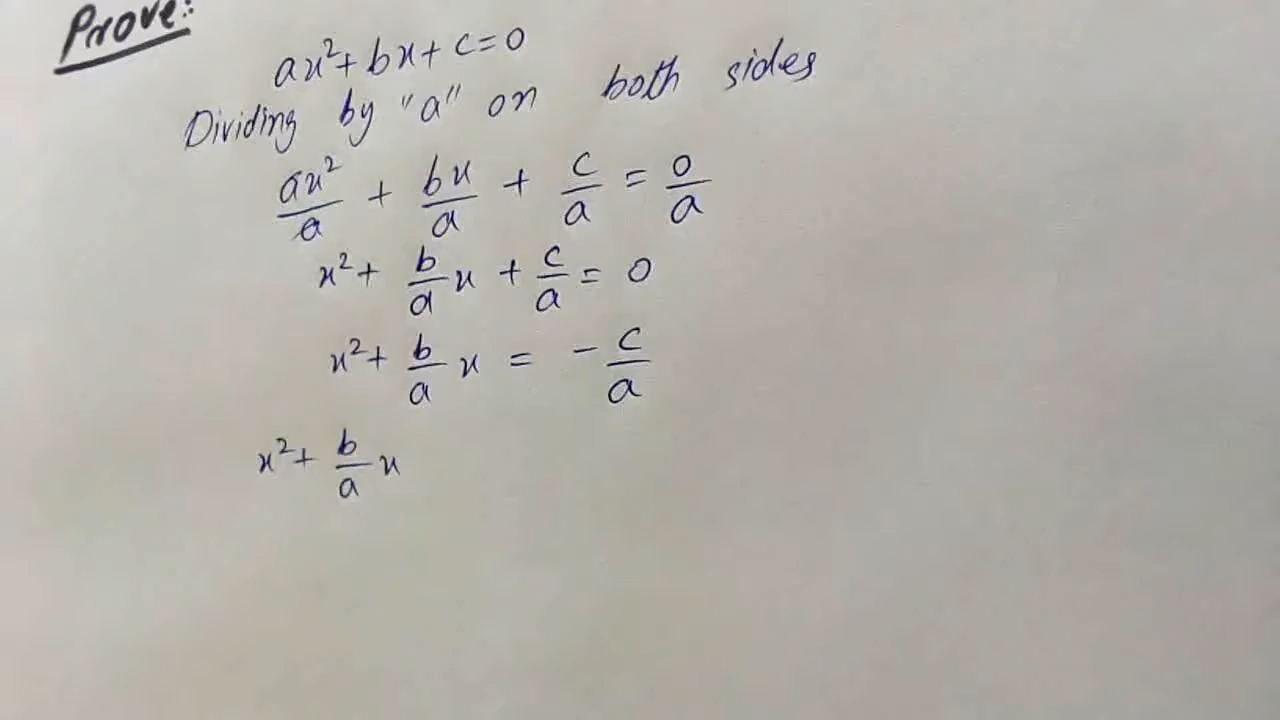 Prove:
ax²+bx+c=0
Dividing by "a" on both sides
ax²/a + bx/a + c/a = 0/a
x²+ b/a x + c/a = 0
x²+ b/a x = - c/a
x²+ b/a x